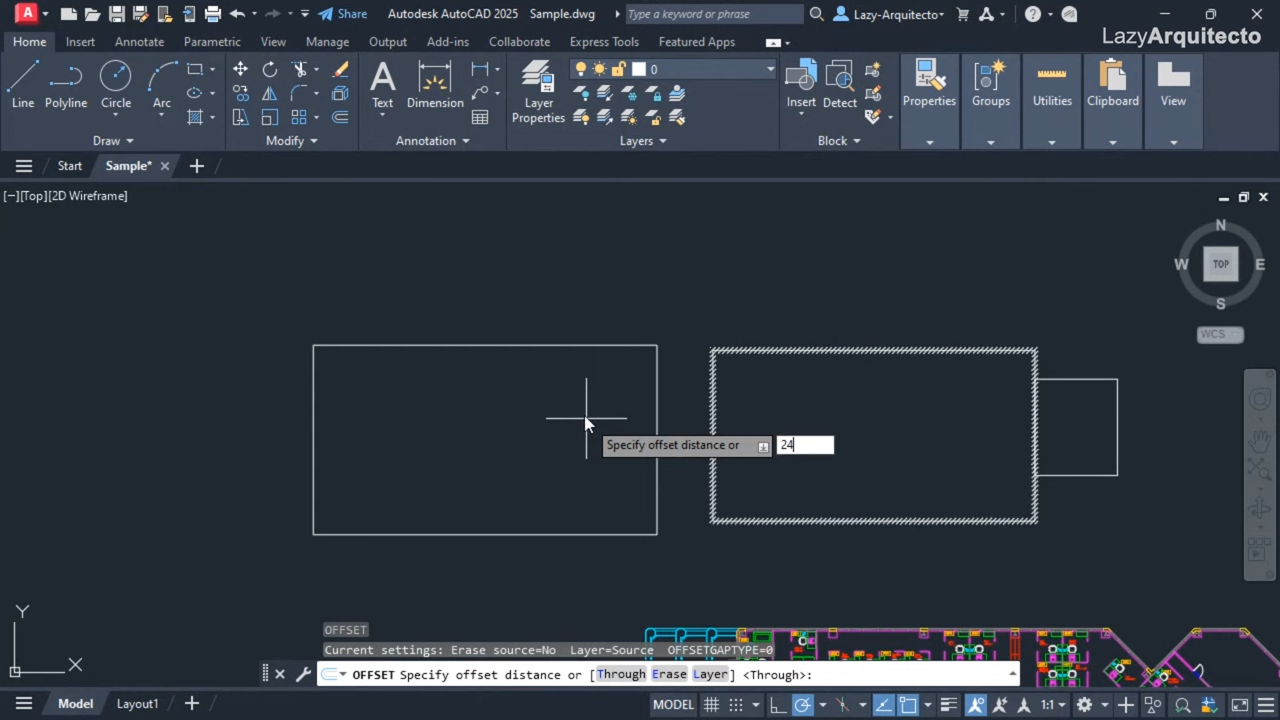 Share Autodesk AutoCAD 2025 Sample.dwg Type a keyword or phrase Lazy-Arquitecto
LazyArquitecto
Home Insert Annotate Parametric View Manage Output Add-ins Collaborate Express Tools Featured Apps
0
Line Polyline Circle Arc Text Dimension Layer Properties Insert Detect Properties Groups Utilities Clipboard View
Draw Modify Annotation Layers Block
Start Sample*
[−][Top][2D Wireframe]
N
W TOP E
S
WCS
Specify offset distance or 24
Y
X
OFFSET
Current settings: Erase source=No Layer=Source OFFSETGAPTYPE=0
OFFSET Specify offset distance or [Through Erase Layer] <Through>:
Model Layout1 MODEL 1:1